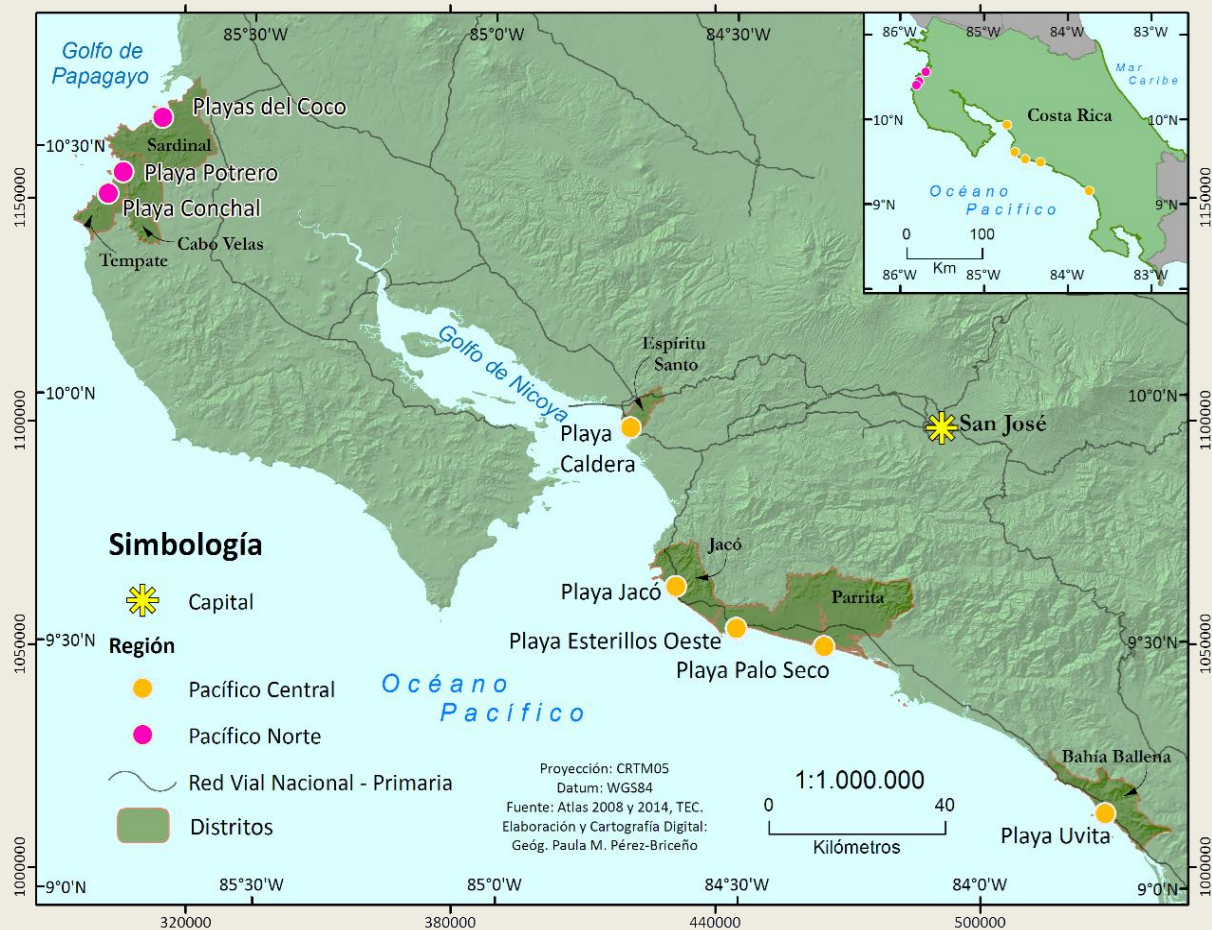 85°30'W
85°0'W
84°30'W
Golfo de
Papagayo
Playas del Coco
Sardinal
Playa Potrero
Playa Conchal
Cabo Velas
Tempate
10°30'N
1150000
86°W
85°W
84°W
83°W
Mar
Caribe
10°N
10°N
Costa Rica
Océano
Pacífico
9°N
9°N
0
100
Km
86°W
85°W
84°W
83°W
1150000
Golfo de Nicoya
Espíritu
Santo
10°0'N
10°0'N
1100000
1100000
San José
Playa
Caldera
Simbología
Capital
Región
Pacífico Central
Pacífico Norte
Red Vial Nacional - Primaria
Distritos
Jacó
Playa Jacó
Parrita
Playa Esterillos Oeste
Playa Palo Seco
9°30'N
9°30'N
1050000
1050000
Océano
Pacífico
Proyección: CRTM05
Datum: WGS84
Fuente: Atlas 2008 y 2014, TEC.
Elaboración y Cartografía Digital:
Geóg. Paula M. Pérez-Briceño
1:1.000.000
0
40
Kilómetros
Bahía Ballena
Playa Uvita
1000000
1000000
9°0'N
9°0'N
85°30'W
85°0'W
84°30'W
84°0'W
320000
380000
440000
500000